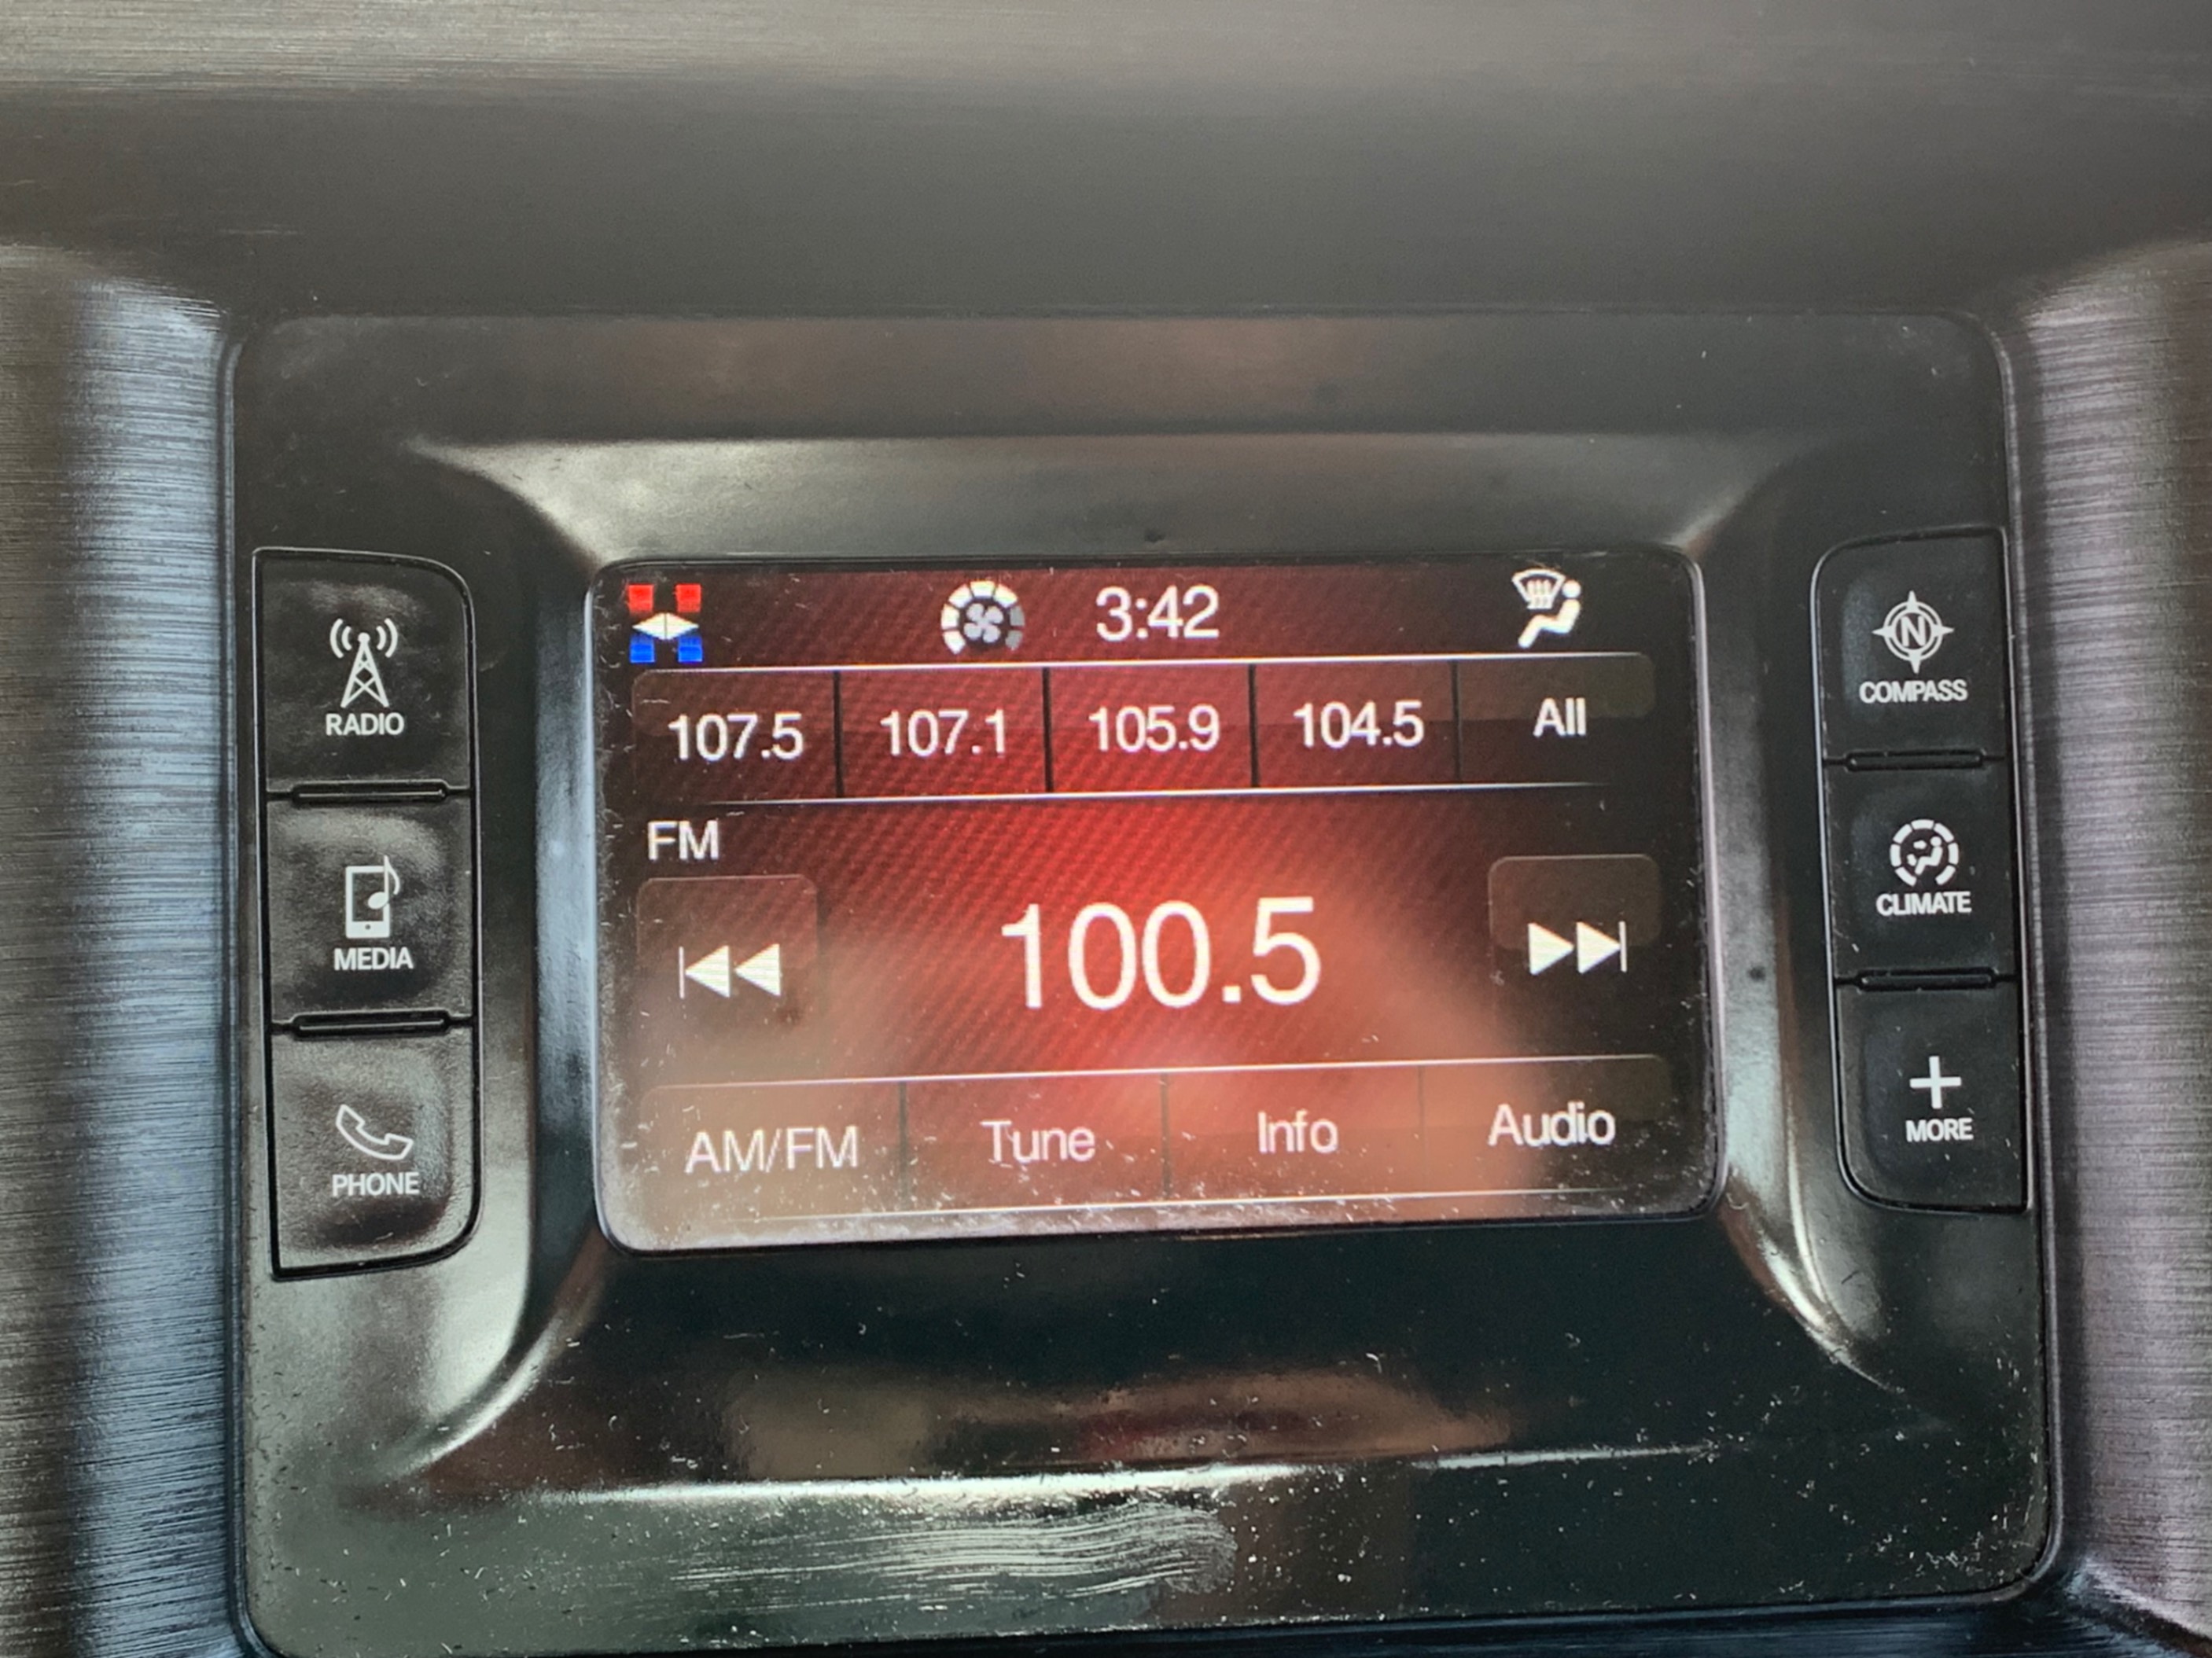 3:42
107.5 107.1 105.9 104.5 All
FM
100.5
AM/FM Tune Info Audio
RADIO
MEDIA
PHONE
N
COMPASS
CLIMATE
MORE